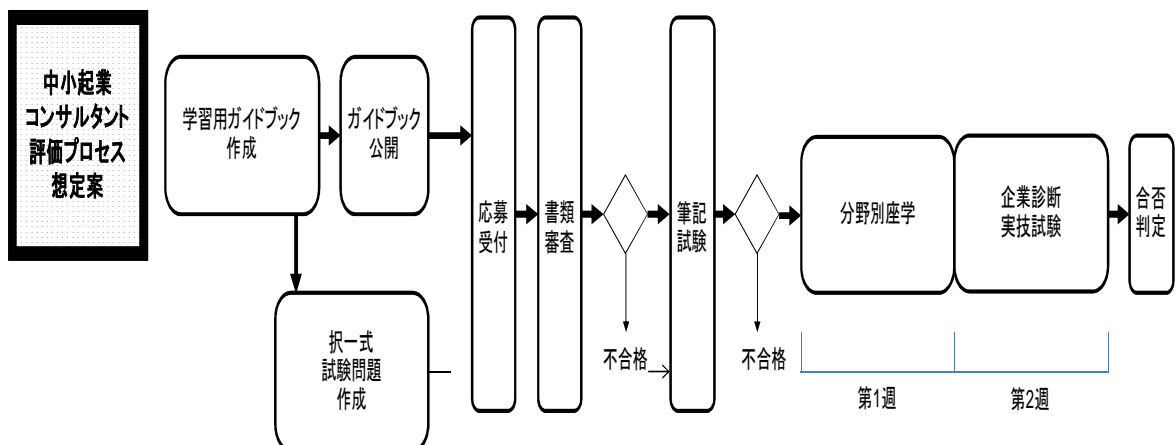 中小起業
コンサルタント
評価プロセス
想定案
学習用ガイドブック
作成
ガイドブック
公開
択一式
試験問題
作成
応募
受付
書類
審査
不合格
筆記
試験
不合格
分野別座学
企業診断
実技試験
合否
判定
第1週
第2週